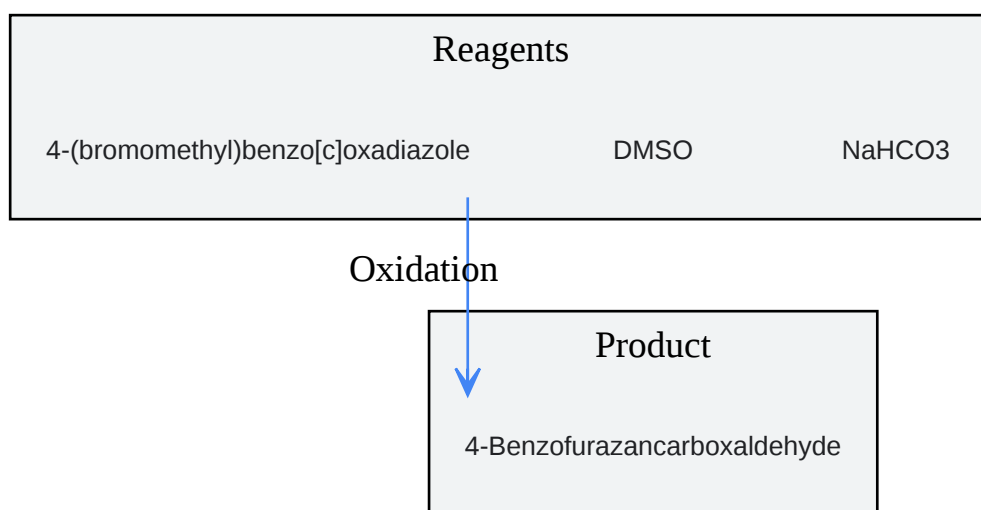 Reagents
4-(bromomethyl)benzo[c]oxadiazole DMSO NaHCO3
Oxidation
Product
4-Benzofurazancarboxaldehyde